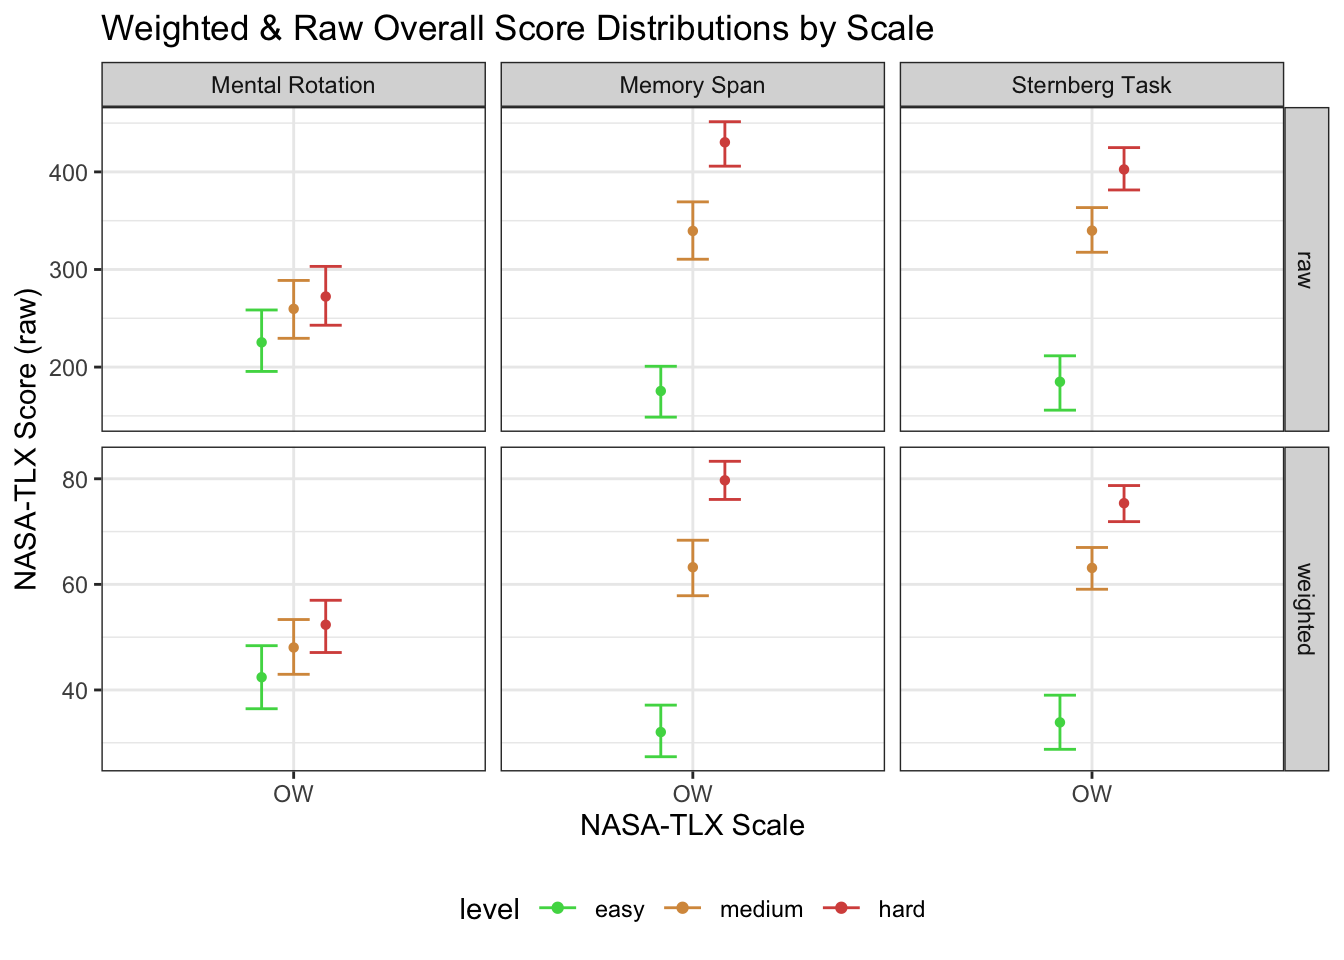 Weighted & Raw Overall Score Distributions by Scale
Mental Rotation
Memory Span
Sternberg Task
NASA-TLX Score (raw)
400
300
200
raw
80
60
40
weighted
OW
OW
OW
NASA-TLX Scale
level easy medium hard